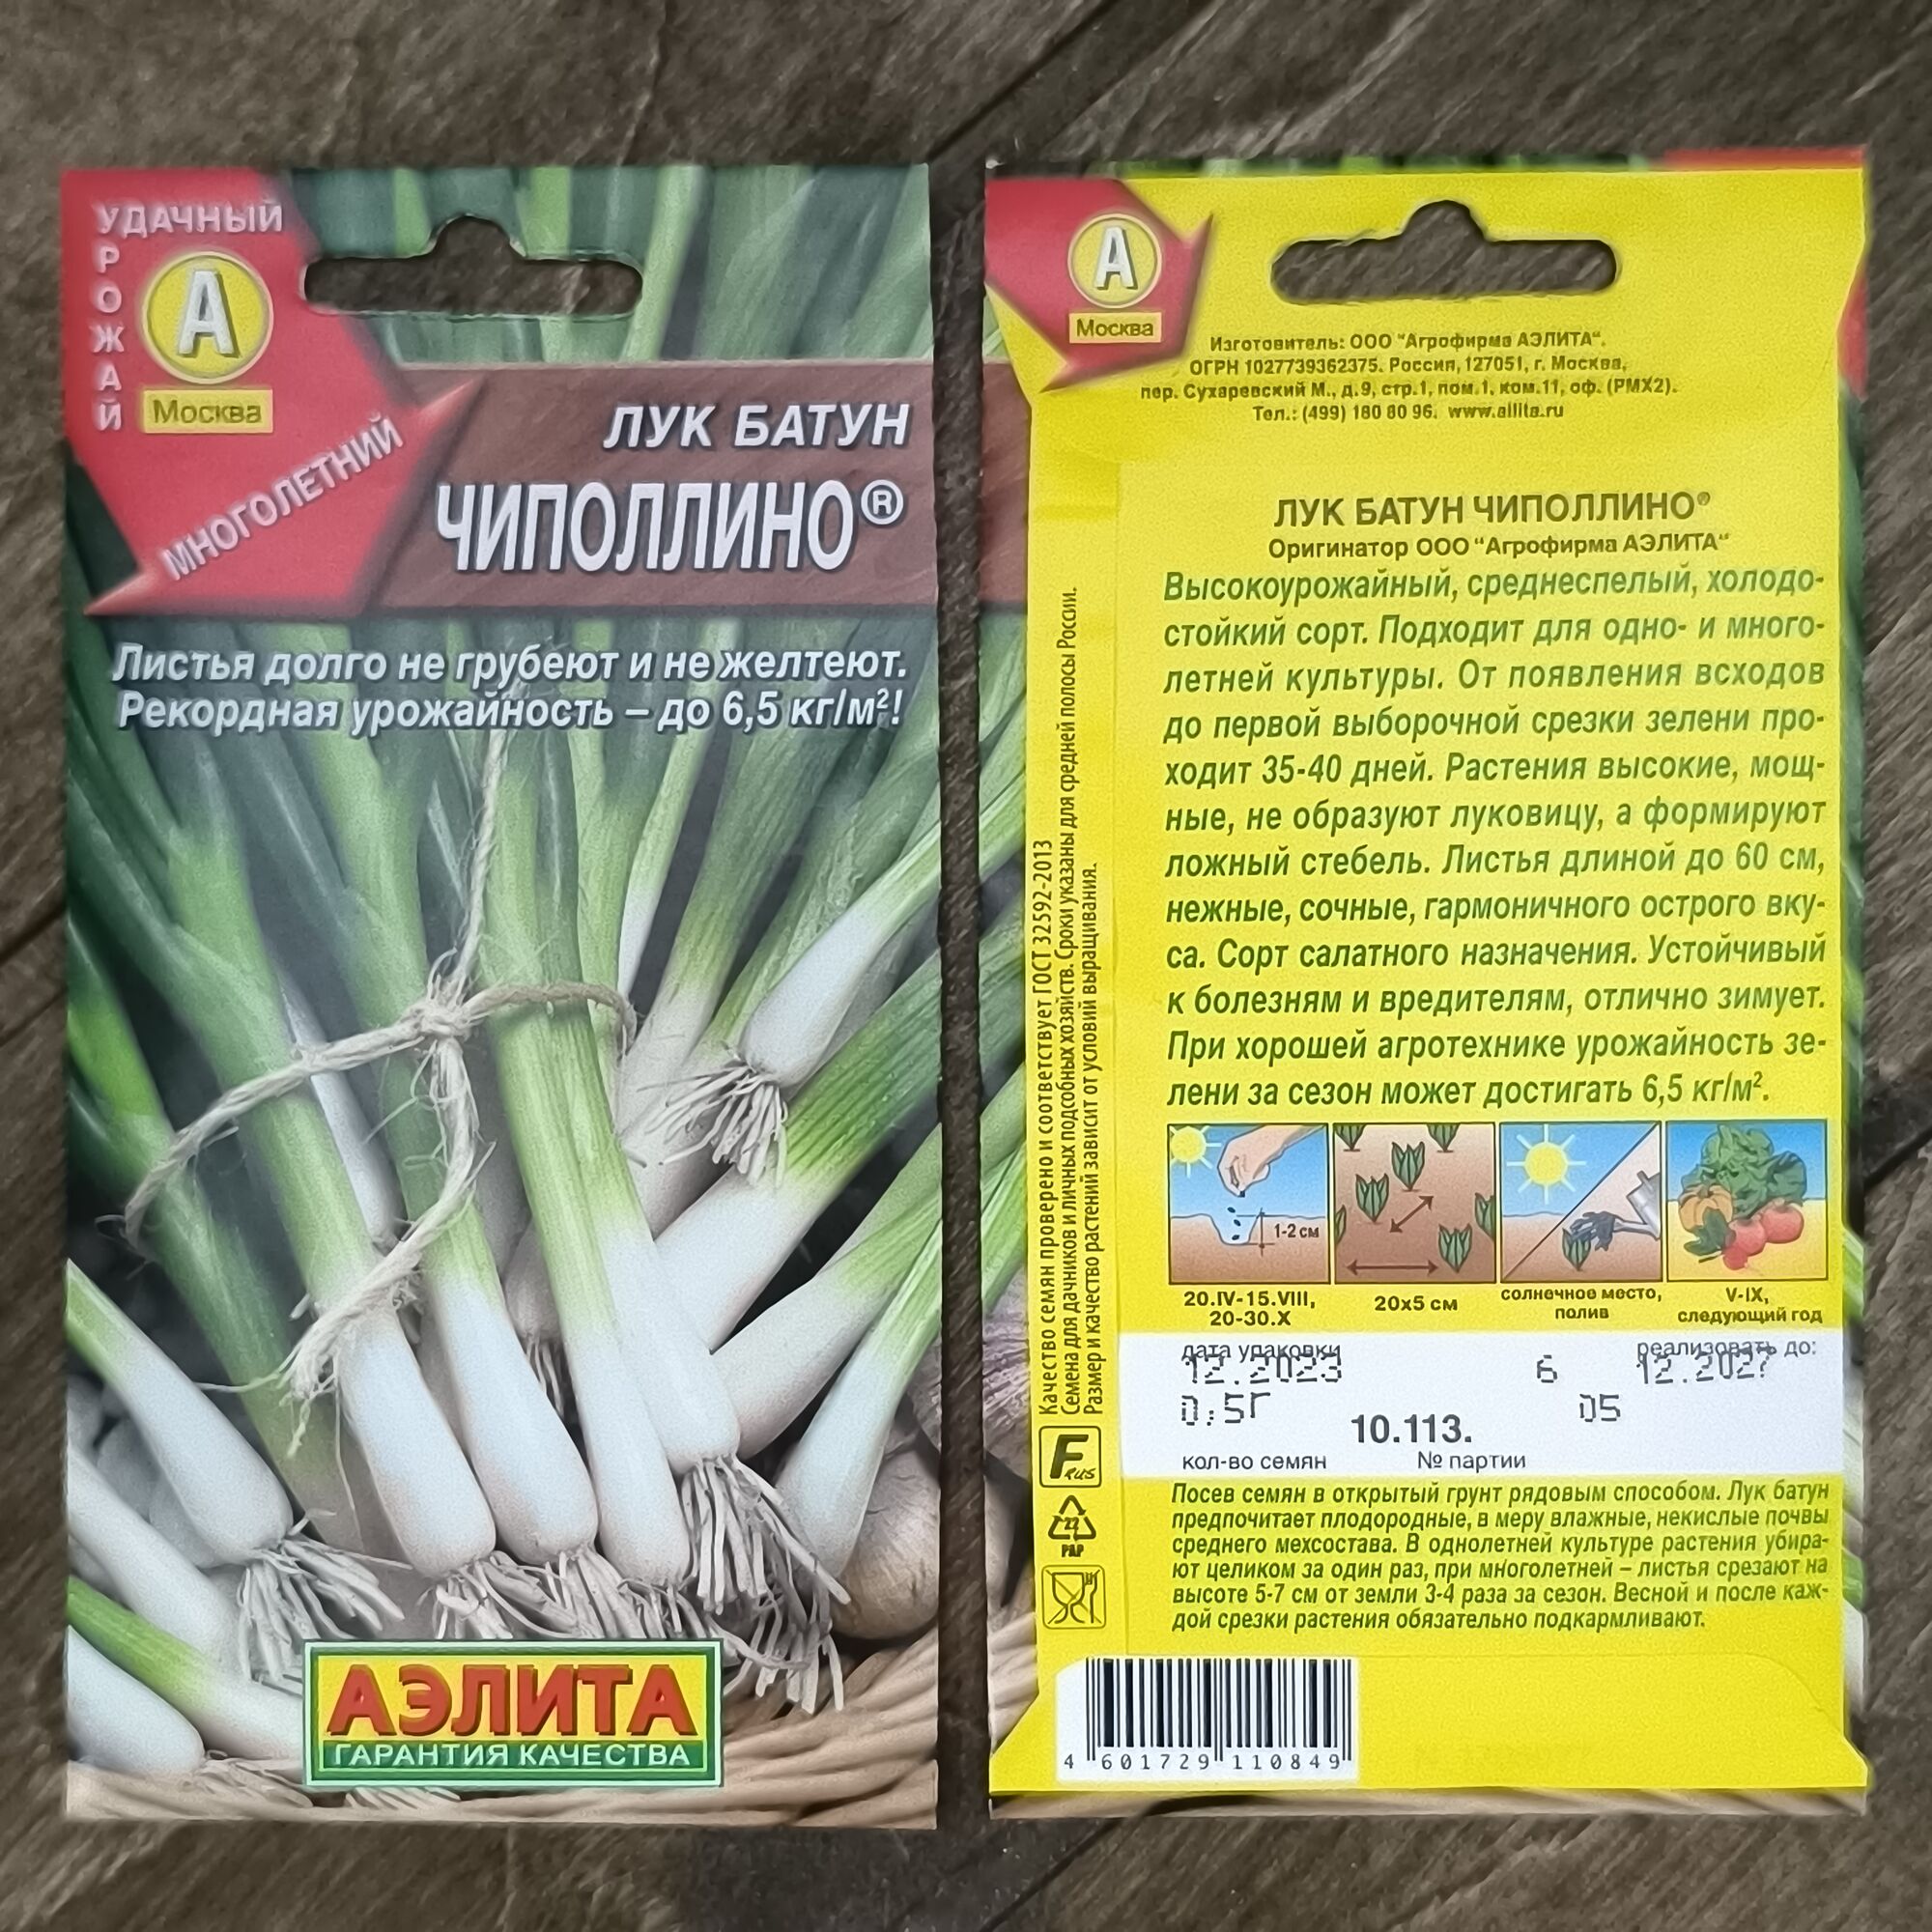 УДАЧНЫЙ
УРОЖАЙ
А
Москва
МНОГОЛЕТНИЙ
ЛУК БАТУН
ЧИПОЛЛИНО®
Листья долго не грубеют и не желтеют.
Рекордная урожайность – до 6,5 кг/м²!
АЭЛИТА
ГАРАНТИЯ КАЧЕСТВА
А
Москва
Изготовитель: ООО "Агрофирма АЭЛИТА".
ОГРН 1027739362375. Россия, 127051, г. Москва,
пер. Сухаревский М., д.9, стр.1, пом.1, ком.11, оф. (РМХ2).
Тел.: (499) 180 80 96. www.ailita.ru
ЛУК БАТУН ЧИПОЛЛИНО®
Оригинатор ООО "Агрофирма АЭЛИТА"
Высокоурожайный, среднеспелый, холодо-
стойкий сорт. Подходит для одно- и много-
летней культуры. От появления всходов
до первой выборочной срезки зелени про-
ходит 35-40 дней. Растения высокие, мощ-
ные, не образуют луковицу, а формируют
ложный стебель. Листья длиной до 60 см,
нежные, сочные, гармоничного острого вку-
са. Сорт салатного назначения. Устойчивый
к болезням и вредителям, отлично зимует.
При хорошей агротехнике урожайность зе-
лени за сезон может достигать 6,5 кг/м².
1-2 см
20.IV-15.VIII,
20-30.X
20х5 см
солнечное место,
полив
V-IX,
следующий год
дата упаковки
реализовать до:
12.2023 6 12.2027
0,5Г 05
10.113.
кол-во семян № партии
Посев семян в открытый грунт рядовым способом. Лук батун
предпочитает плодородные, в меру влажные, некислые почвы
среднего мехсостава. В однолетней культуре растения убира-
ют целиком за один раз, при многолетней – листья срезают на
высоте 5-7 см от земли 3-4 раза за сезон. Весной и после каж-
дой срезки растения обязательно подкармливают.
Качество семян проверено и соответствует ГОСТ 32592-2013
Семена для дачников и личных подсобных хозяйств. Сроки указаны для средней полосы России.
Размер и качество растений зависит от условий выращивания.
F RUS
22
PAP
4 601729 110849